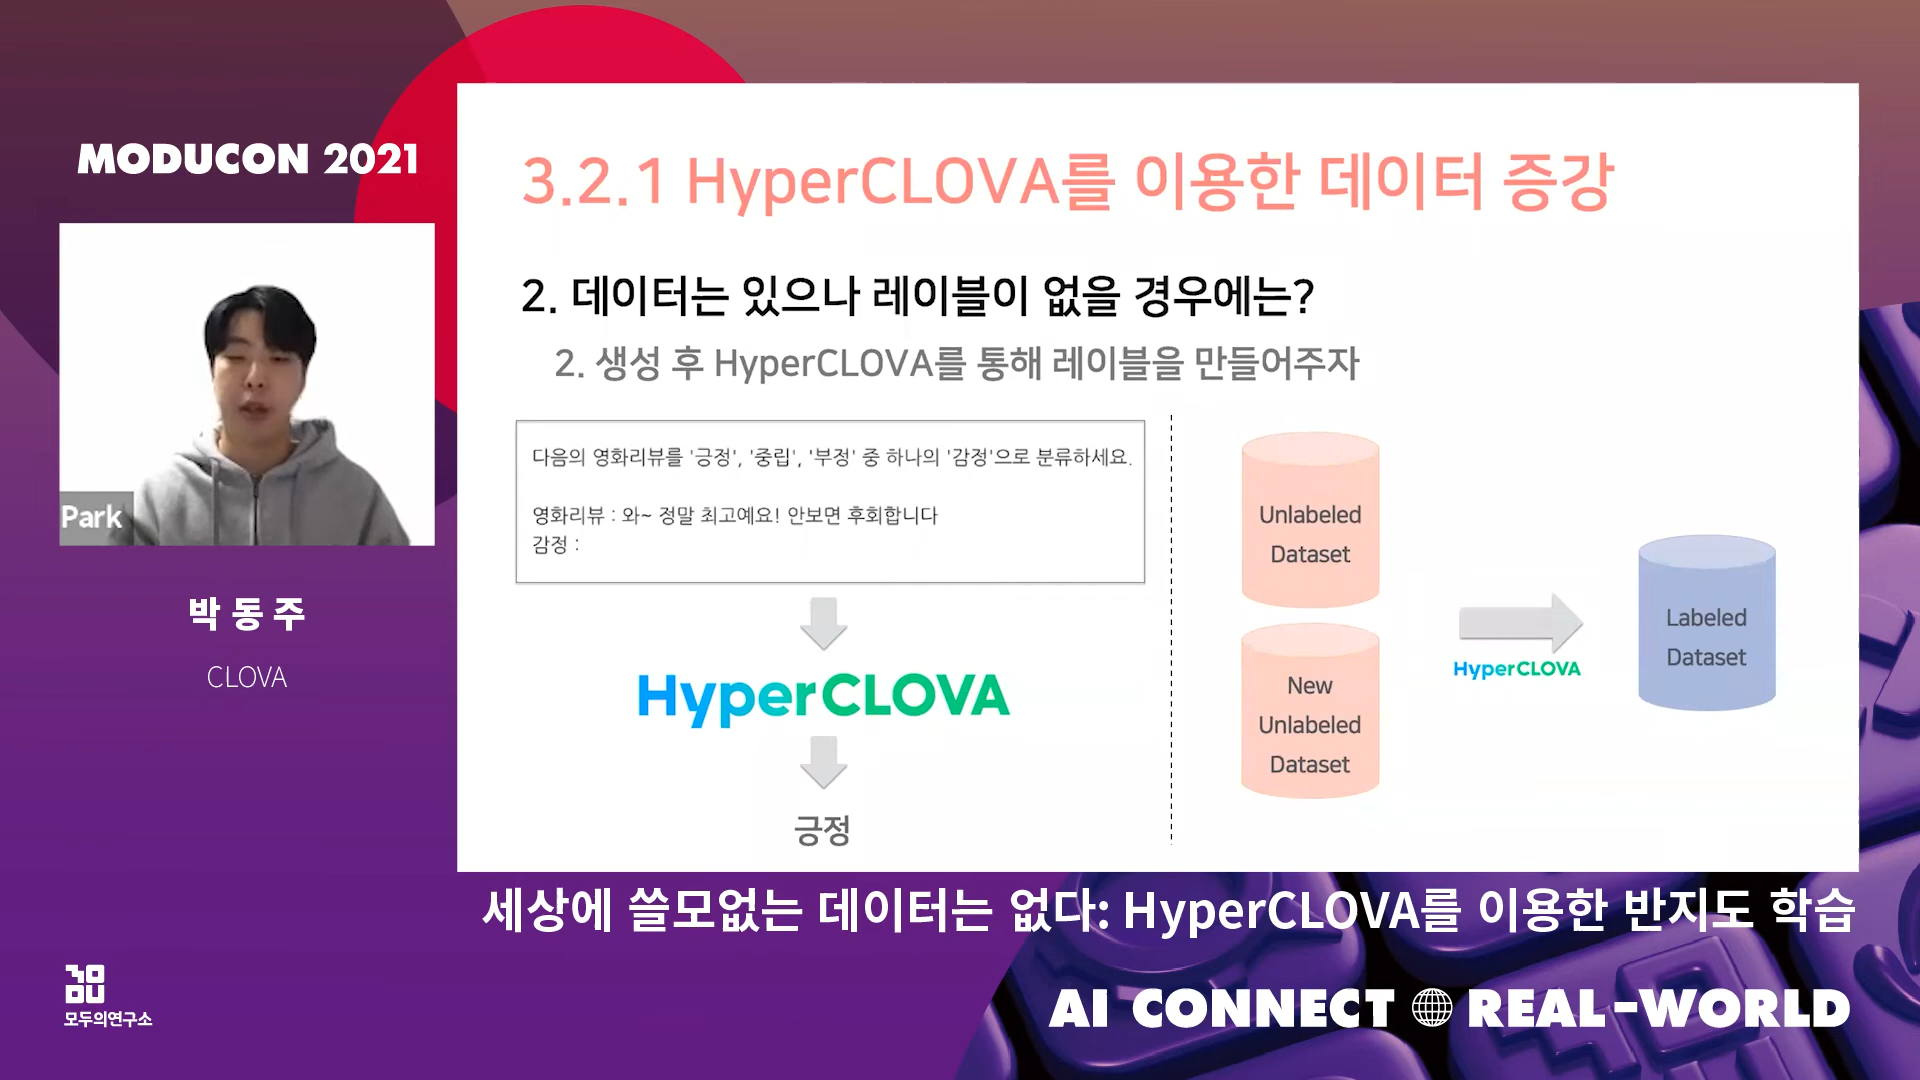 MODUCON 2021
Park
박동주
CLOVA
3.2.1 HyperCLOVA를 이용한 데이터 증강
2. 데이터는 있으나 레이블이 없을 경우에는?
2. 생성 후 HyperCLOVA를 통해 레이블을 만들어주자
다음의 영화리뷰를 '긍정', '중립', '부정' 중 하나의 '감정'으로 분류하세요.
영화리뷰 : 와~ 정말 최고예요! 안보면 후회합니다
감정 :
HyperCLOVA
긍정
Unlabeled
Dataset
New
Unlabeled
Dataset
HyperCLOVA
Labeled
Dataset
세상에 쓸모없는 데이터는 없다: HyperCLOVA를 이용한 반지도 학습
모두의연구소
AI CONNECT REAL-WORLD